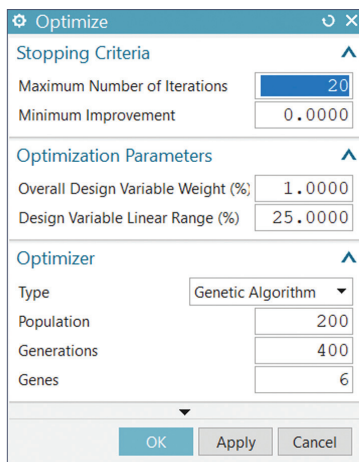 Optimize
Stopping Criteria
Maximum Number of Iterations 20
Minimum Improvement 0.0000
Optimization Parameters
Overall Design Variable Weight (%) 1.0000
Design Variable Linear Range (%) 25.0000
Optimizer
Type Genetic Algorithm
Population 200
Generations 400
Genes 6
OK Apply Cancel